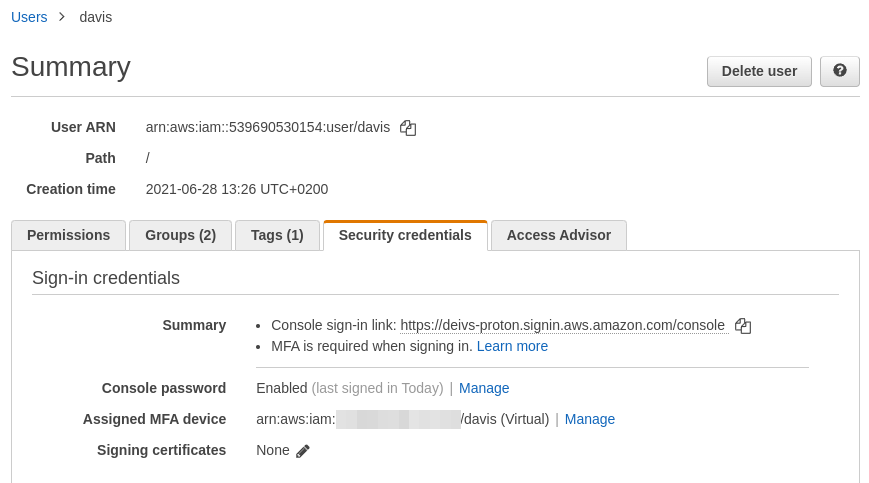 Users > davis
Summary
Delete user
User ARN arn:aws:iam::539690530154:user/davis
Path /
Creation time 2021-06-28 13:26 UTC+0200
Permissions Groups (2) Tags (1) Security credentials Access Advisor
Sign-in credentials
Summary • Console sign-in link: https://deivs-proton.signin.aws.amazon.com/console
• MFA is required when signing in. Learn more
Console password Enabled (last signed in Today) | Manage
Assigned MFA device arn:aws:iam: /davis (Virtual) | Manage
Signing certificates None